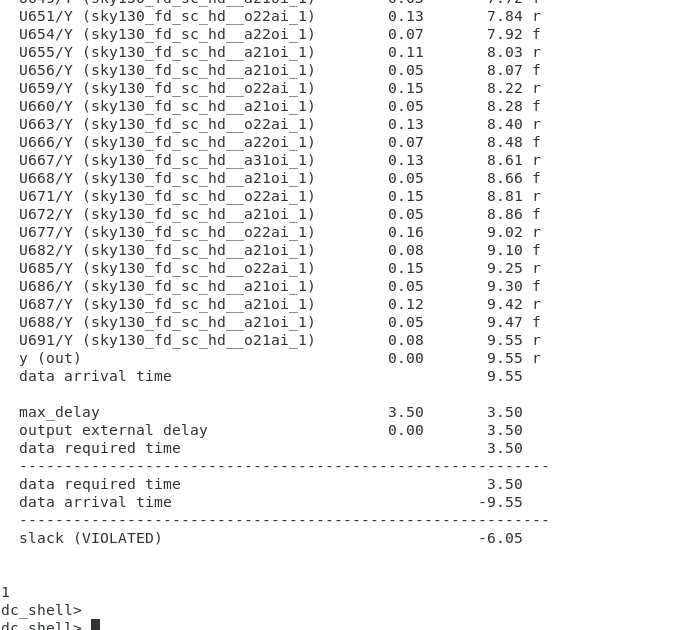 U651/Y (sky130_fd_sc_hd__o22ai_1) 0.13 7.84 r
U654/Y (sky130_fd_sc_hd__a22oi_1) 0.07 7.92 f
U655/Y (sky130_fd_sc_hd__a21oi_1) 0.11 8.03 r
U656/Y (sky130_fd_sc_hd__a21oi_1) 0.05 8.07 f
U659/Y (sky130_fd_sc_hd__o22ai_1) 0.15 8.22 r
U660/Y (sky130_fd_sc_hd__a21oi_1) 0.05 8.28 f
U663/Y (sky130_fd_sc_hd__o22ai_1) 0.13 8.40 r
U666/Y (sky130_fd_sc_hd__a22oi_1) 0.07 8.48 f
U667/Y (sky130_fd_sc_hd__a31oi_1) 0.13 8.61 r
U668/Y (sky130_fd_sc_hd__a21oi_1) 0.05 8.66 f
U671/Y (sky130_fd_sc_hd__o22ai_1) 0.15 8.81 r
U672/Y (sky130_fd_sc_hd__a21oi_1) 0.05 8.86 f
U677/Y (sky130_fd_sc_hd__o22ai_1) 0.16 9.02 r
U682/Y (sky130_fd_sc_hd__a21oi_1) 0.08 9.10 f
U685/Y (sky130_fd_sc_hd__o22ai_1) 0.15 9.25 r
U686/Y (sky130_fd_sc_hd__a21oi_1) 0.05 9.30 f
U687/Y (sky130_fd_sc_hd__a21oi_1) 0.12 9.42 r
U688/Y (sky130_fd_sc_hd__a21oi_1) 0.05 9.47 f
U691/Y (sky130_fd_sc_hd__o21ai_1) 0.08 9.55 r
y (out) 0.00 9.55 r
data arrival time 9.55
max_delay 3.50 3.50
output external delay 0.00 3.50
data required time 3.50
-----------------------------------------------------------
data required time 3.50
data arrival time -9.55
-----------------------------------------------------------
slack (VIOLATED) -6.05
1
dc_shell>
dc_shell>